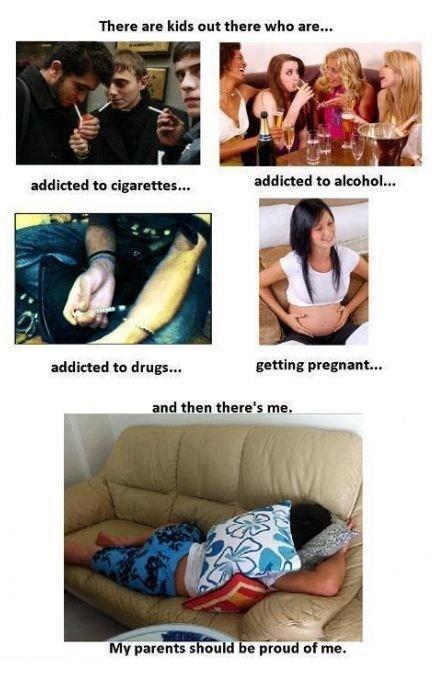 There are kids out there who are...
addicted to cigarettes...
addicted to alcohol...
addicted to drugs...
getting pregnant...
and then there's me.
My parents should be proud of me.